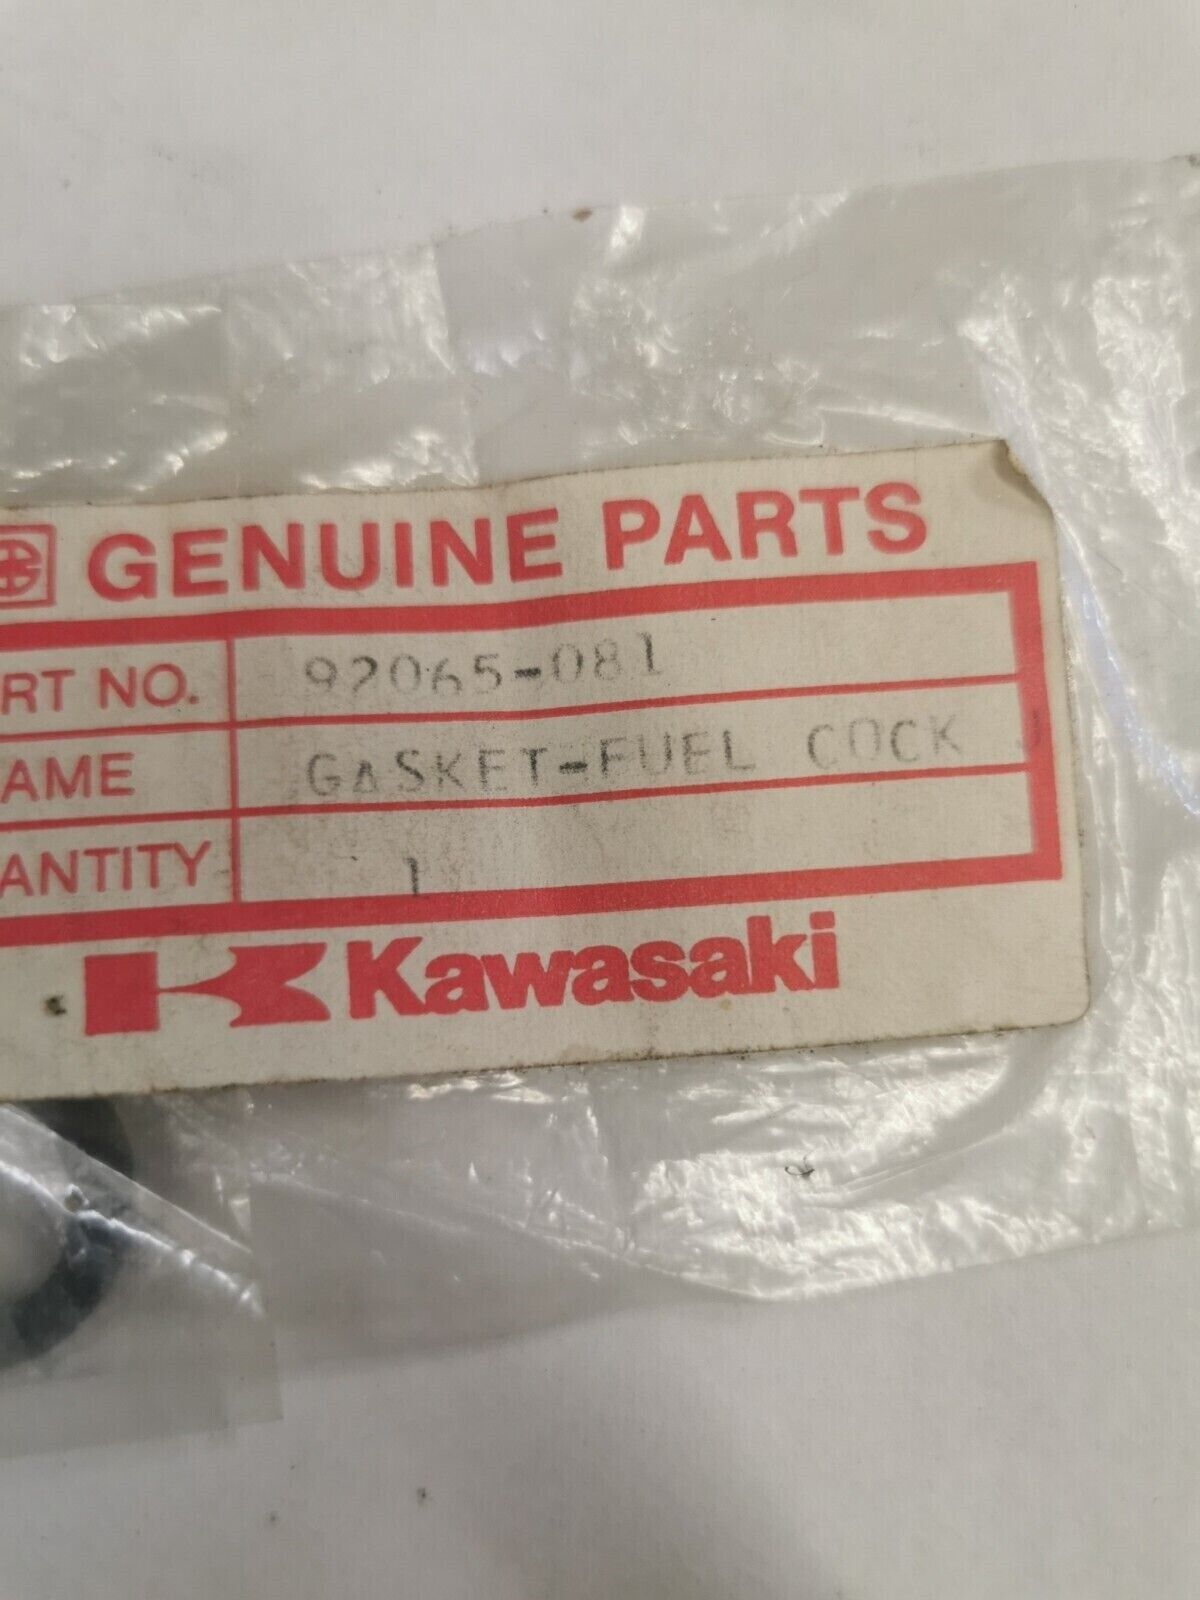 GENUINE PARTS
RT NO. 92065-081
AME GASKET-FUEL COCK
ANTITY 1
Kawasaki